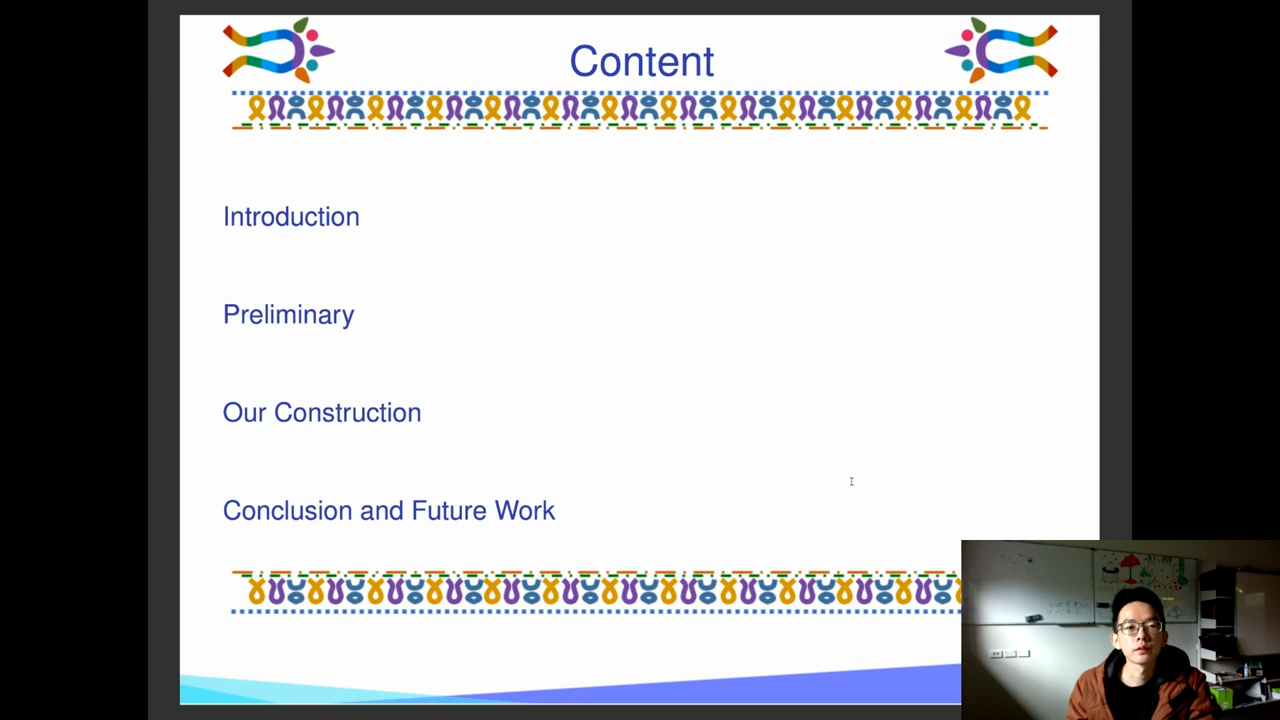 Content
Introduction
Preliminary
Our Construction
Conclusion and Future Work